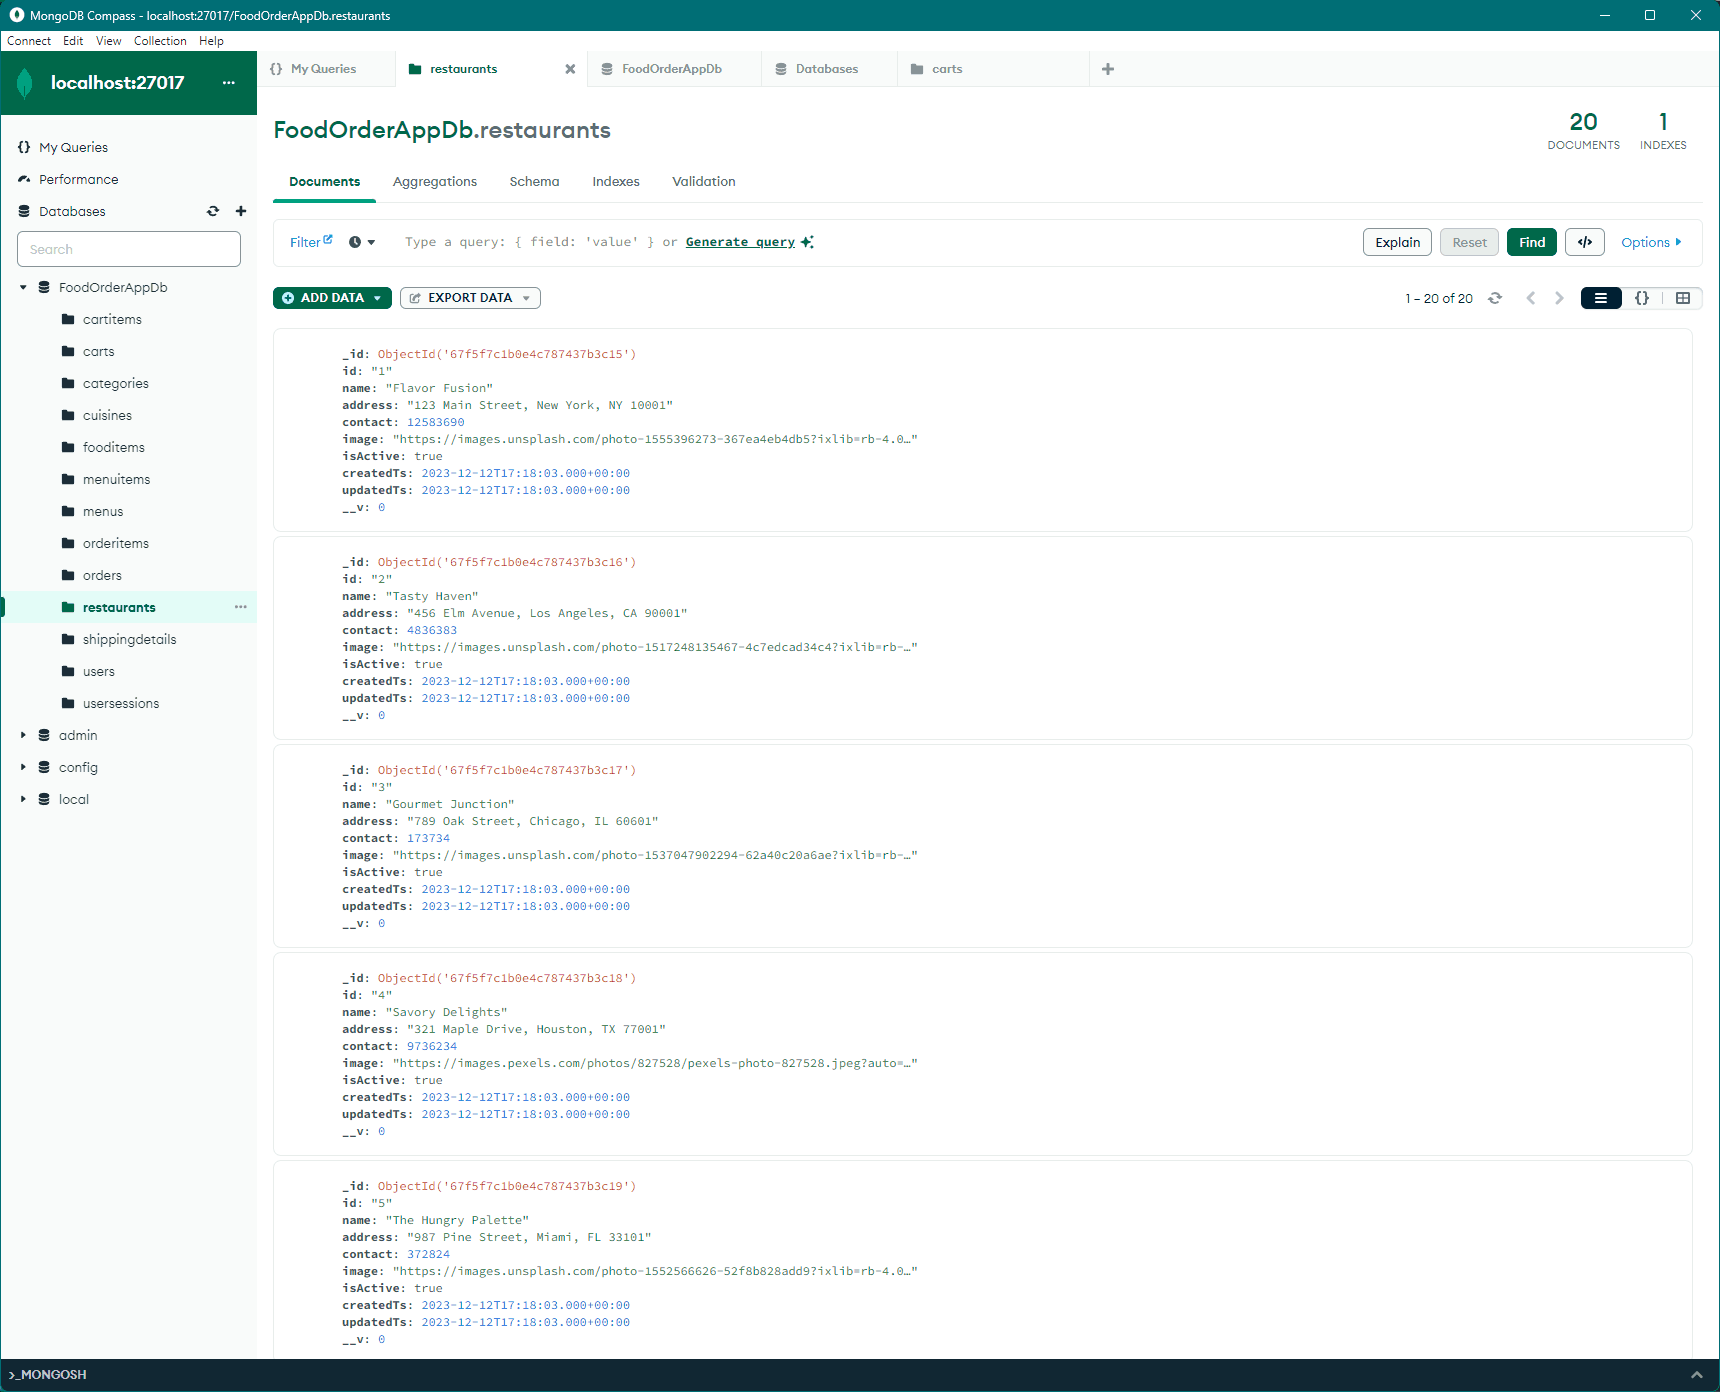 MongoDB Compass - localhost:27017/FoodOrderAppDb.restaurants
Connect Edit View Collection Help
localhost:27017 ...
My Queries
restaurants
FoodOrderAppDb
Databases
carts
{} My Queries
Performance
Databases
Search
FoodOrderAppDb
cartitems
carts
categories
cuisines
fooditems
menuitems
menus
orderitems
orders
restaurants ...
shippingdetails
users
usersessions
admin
config
local
FoodOrderAppDb.restaurants
20
DOCUMENTS
1
INDEXES
Documents Aggregations Schema Indexes Validation
Filter Type a query: { field: 'value' } or Generate query Explain Reset Find </> Options
ADD DATA EXPORT DATA 1 – 20 of 20 {}
_id: ObjectId('67f5f7c1b0e4c787437b3c15')
id: "1"
name: "Flavor Fusion"
address: "123 Main Street, New York, NY 10001"
contact: 12583690
image: "https://images.unsplash.com/photo-1555396273-367ea4eb4db5?ixlib=rb-4.0…"
isActive: true
createdTs: 2023-12-12T17:18:03.000+00:00
updatedTs: 2023-12-12T17:18:03.000+00:00
__v: 0
_id: ObjectId('67f5f7c1b0e4c787437b3c16')
id: "2"
name: "Tasty Haven"
address: "456 Elm Avenue, Los Angeles, CA 90001"
contact: 4836383
image: "https://images.unsplash.com/photo-1517248135467-4c7edcad34c4?ixlib=rb-…"
isActive: true
createdTs: 2023-12-12T17:18:03.000+00:00
updatedTs: 2023-12-12T17:18:03.000+00:00
__v: 0
_id: ObjectId('67f5f7c1b0e4c787437b3c17')
id: "3"
name: "Gourmet Junction"
address: "789 Oak Street, Chicago, IL 60601"
contact: 173734
image: "https://images.unsplash.com/photo-1537047902294-62a40c20a6ae?ixlib=rb-…"
isActive: true
createdTs: 2023-12-12T17:18:03.000+00:00
updatedTs: 2023-12-12T17:18:03.000+00:00
__v: 0
_id: ObjectId('67f5f7c1b0e4c787437b3c18')
id: "4"
name: "Savory Delights"
address: "321 Maple Drive, Houston, TX 77001"
contact: 9736234
image: "https://images.pexels.com/photos/827528/pexels-photo-827528.jpeg?auto=…"
isActive: true
createdTs: 2023-12-12T17:18:03.000+00:00
updatedTs: 2023-12-12T17:18:03.000+00:00
__v: 0
_id: ObjectId('67f5f7c1b0e4c787437b3c19')
id: "5"
name: "The Hungry Palette"
address: "987 Pine Street, Miami, FL 33101"
contact: 372824
image: "https://images.unsplash.com/photo-1552566626-52f8b828add9?ixlib=rb-4.0…"
isActive: true
createdTs: 2023-12-12T17:18:03.000+00:00
updatedTs: 2023-12-12T17:18:03.000+00:00
__v: 0
>_MONGOSH